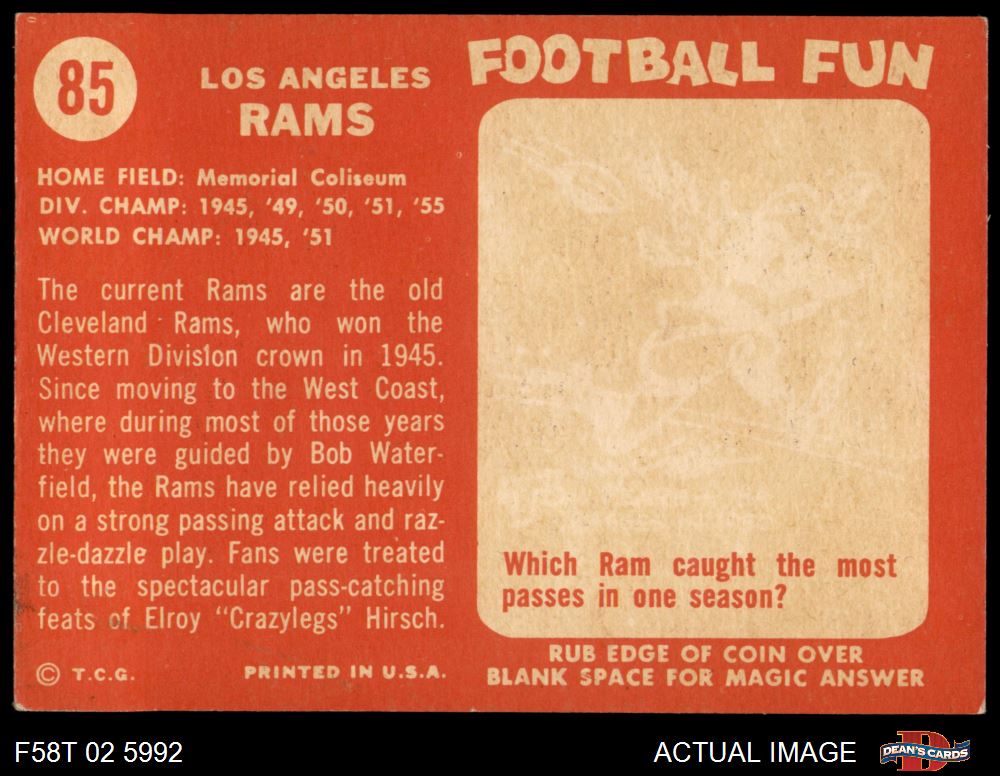 85
LOS ANGELES
RAMS
HOME FIELD: Memorial Coliseum
DIV. CHAMP: 1945, '49, '50, '51, '55
WORLD CHAMP: 1945, '51
The current Rams are the old
Cleveland Rams, who won the
Western Division crown in 1945.
Since moving to the West Coast,
where during most of those years
they were guided by Bob Water-
field, the Rams have relied heavily
on a strong passing attack and raz-
zle-dazzle play. Fans were treated
to the spectacular pass-catching
feats of Elroy "Crazylegs" Hirsch.
© T.C.G.
PRINTED IN U.S.A.
FOOTBALL FUN
Which Ram caught the most
passes in one season?
RUB EDGE OF COIN OVER
BLANK SPACE FOR MAGIC ANSWER
F58T 02 5992
ACTUAL IMAGE
D
DEAN'S CARDS